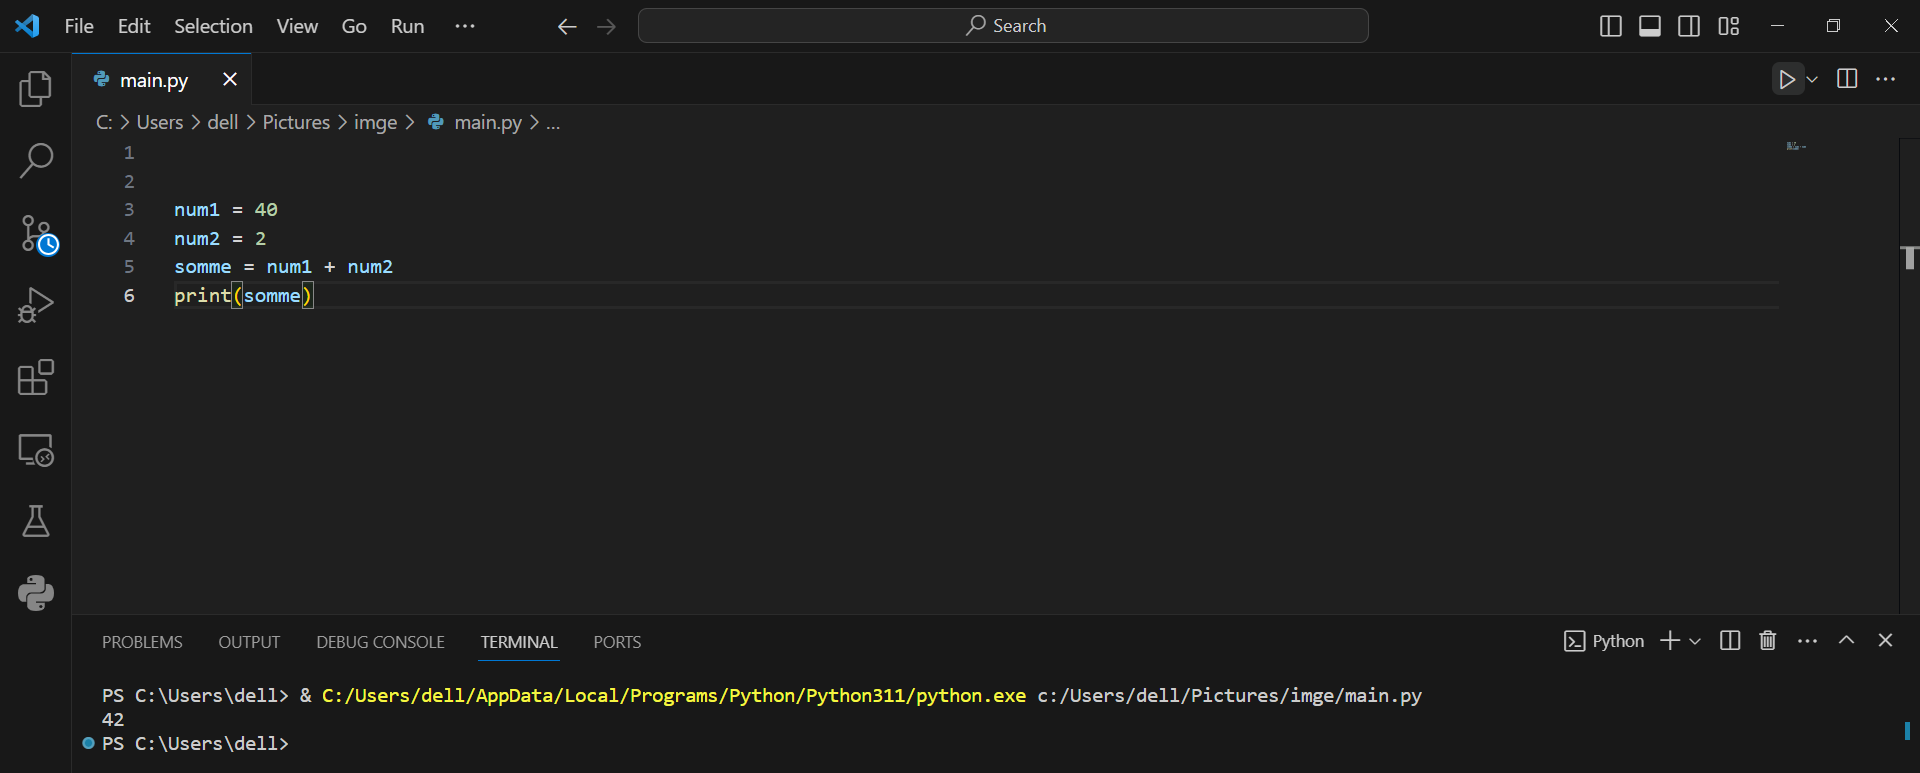 File Edit Selection View Go Run ··· Search
main.py
C: > Users > dell > Pictures > imge > main.py > ...
1
2
3 num1 = 40
4 num2 = 2
5 somme = num1 + num2
6 print(somme)
PROBLEMS OUTPUT DEBUG CONSOLE TERMINAL PORTS Python
PS C:\Users\dell> & C:/Users/dell/AppData/Local/Programs/Python/Python311/python.exe c:/Users/dell/Pictures/imge/main.py
42
PS C:\Users\dell>